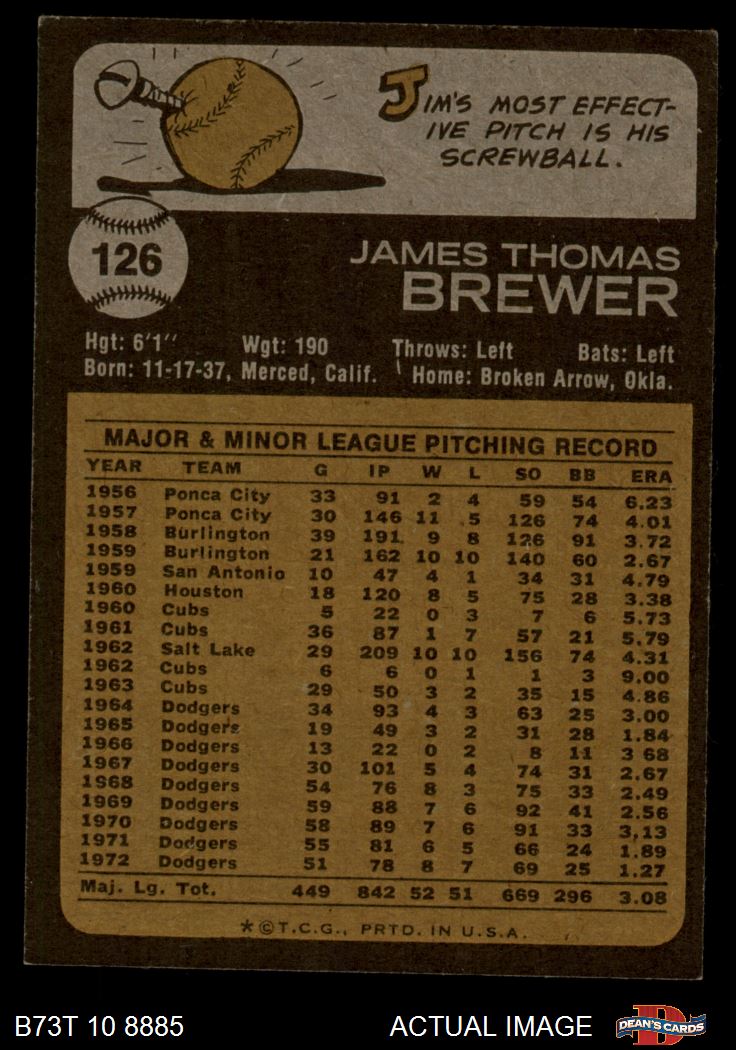 JIM'S MOST EFFECT-
IVE PITCH IS HIS
SCREWBALL.
126
JAMES THOMAS
BREWER
Hgt: 6'1" Wgt: 190 Throws: Left Bats: Left
Born: 11-17-37, Merced, Calif. Home: Broken Arrow, Okla.
MAJOR & MINOR LEAGUE PITCHING RECORD
YEAR TEAM G IP W L SO BB ERA
1956 Ponca City 33 91 2 4 59 54 6.23
1957 Ponca City 30 146 11 5 126 74 4.01
1958 Burlington 39 191 9 8 126 91 3.72
1959 Burlington 21 162 10 10 140 60 2.67
1959 San Antonio 10 47 4 1 34 31 4.79
1960 Houston 18 120 8 5 75 28 3.38
1960 Cubs 5 22 0 3 7 6 5.73
1961 Cubs 36 87 1 7 57 21 5.79
1962 Salt Lake 29 209 10 10 156 74 4.31
1962 Cubs 6 6 0 1 1 3 9.00
1963 Cubs 29 50 3 2 35 15 4.86
1964 Dodgers 34 93 4 3 63 25 3.00
1965 Dodgers 19 49 3 2 31 28 1.84
1966 Dodgers 13 22 0 2 8 11 3 68
1967 Dodgers 30 101 5 4 74 31 2.67
1968 Dodgers 54 76 8 3 75 33 2.49
1969 Dodgers 59 88 7 6 92 41 2.56
1970 Dodgers 58 89 7 6 91 33 3.13
1971 Dodgers 55 81 6 5 66 24 1.89
1972 Dodgers 51 78 8 7 69 25 1.27
Maj. Lg. Tot. 449 842 52 51 669 296 3.08
*©T.C.G., PRTD. IN U.S.A.
B73T 10 8885 ACTUAL IMAGE DEAN'S CARDS